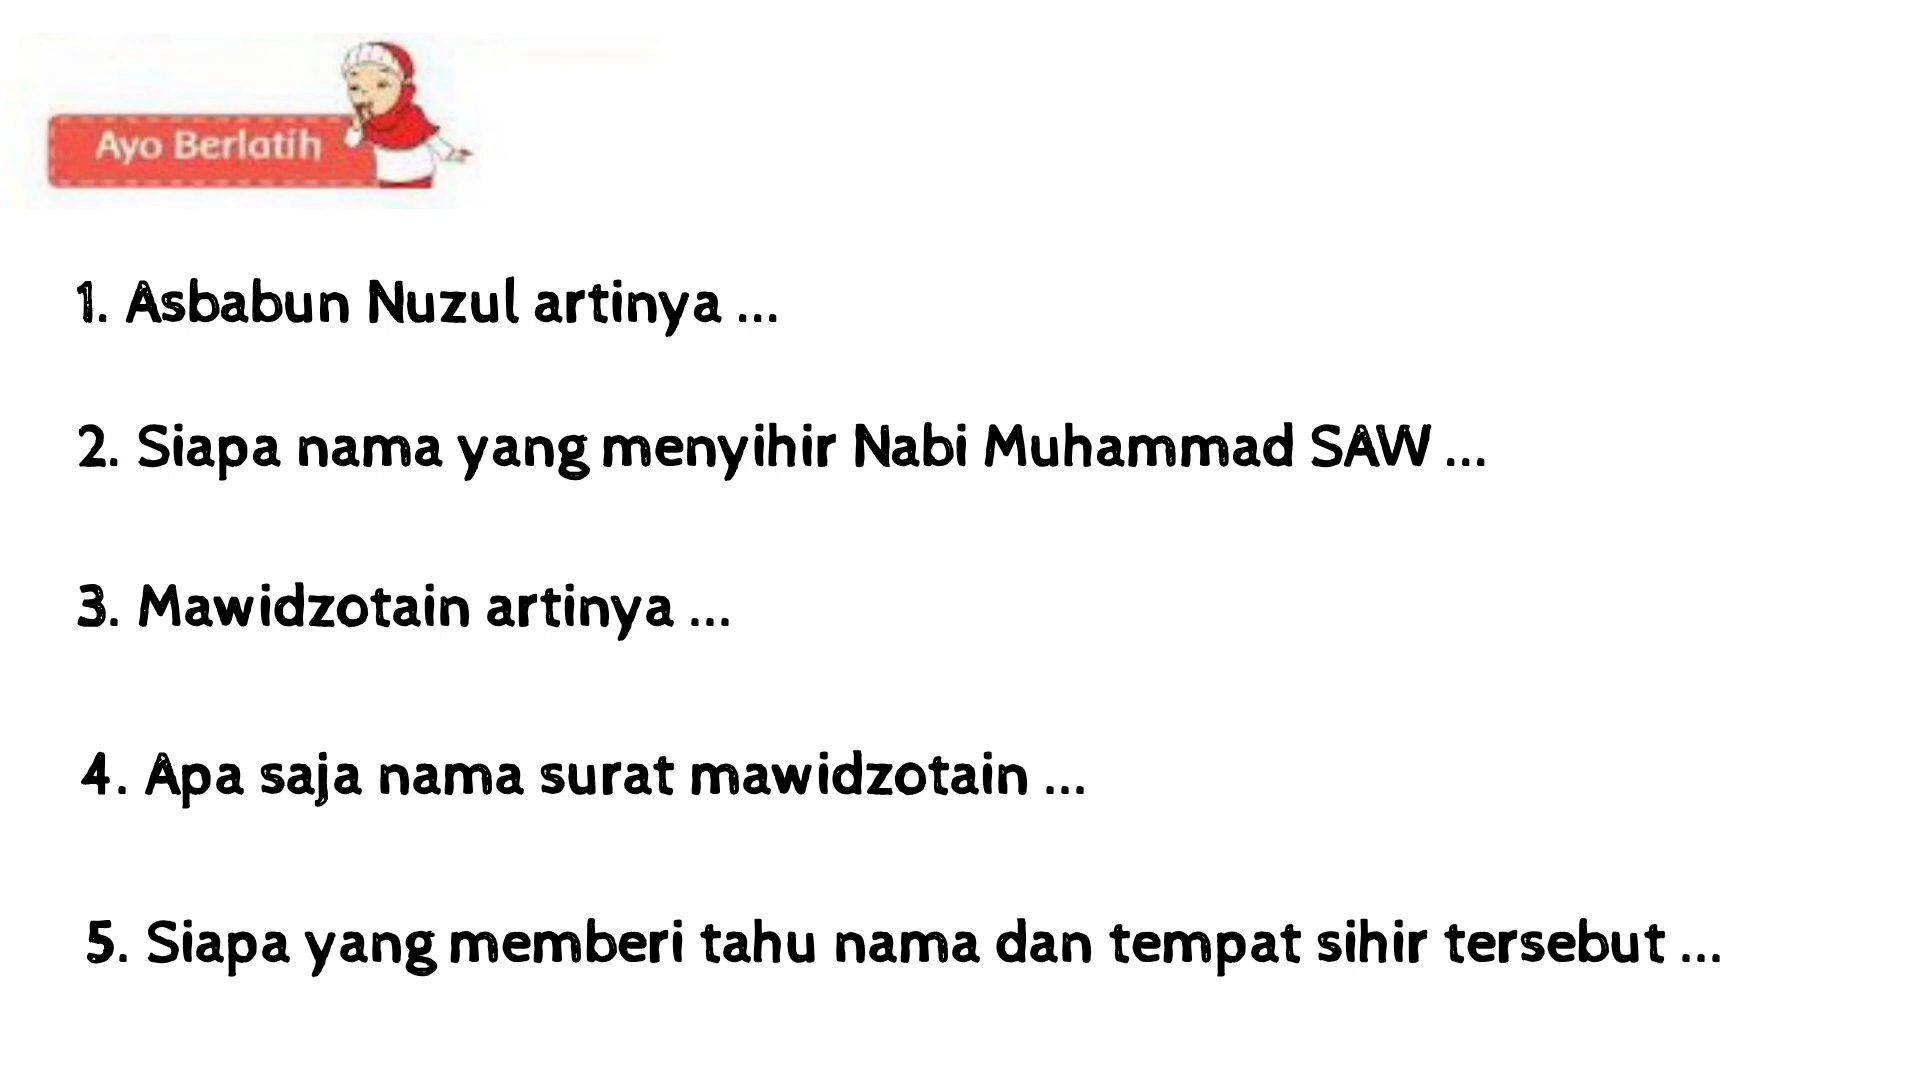 Ayo Berlatih
1. Asbabun Nuzul artinya ...
2. Siapa nama yang menyihir Nabi Muhammad SAW ...
3. Mawidzotain artinya ...
4. Apa saja nama surat mawidzotain ...
5. Siapa yang memberi tahu nama dan tempat sihir tersebut ...